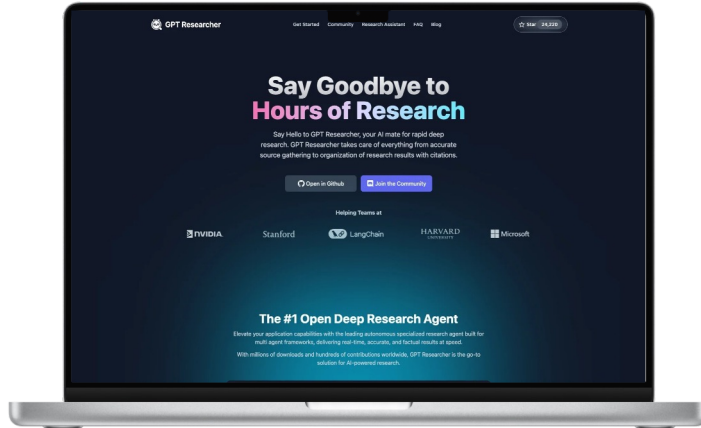 GPT Researcher
Get Started Community Research Assistant FAQ Blog
Star 20,220
Say Goodbye to
Hours of Research
Say Hello to GPT Researcher, your AI mate for rapid deep
research. GPT Researcher takes care of everything from accurate
source gathering to organization of research results with citations.
Open in Github
Join the Community
Helping Teams at
NVIDIA.
Stanford
LangChain
HARVARD
UNIVERSITY
Microsoft
The #1 Open Deep Research Agent
Elevate your application capabilities with the leading autonomous specialized research agent built for
multi agent frameworks, delivering real-time, accurate, and factual results at speed.
With millions of downloads and hundreds of contributions worldwide, GPT Researcher is the go-to
solution for AI-powered research.